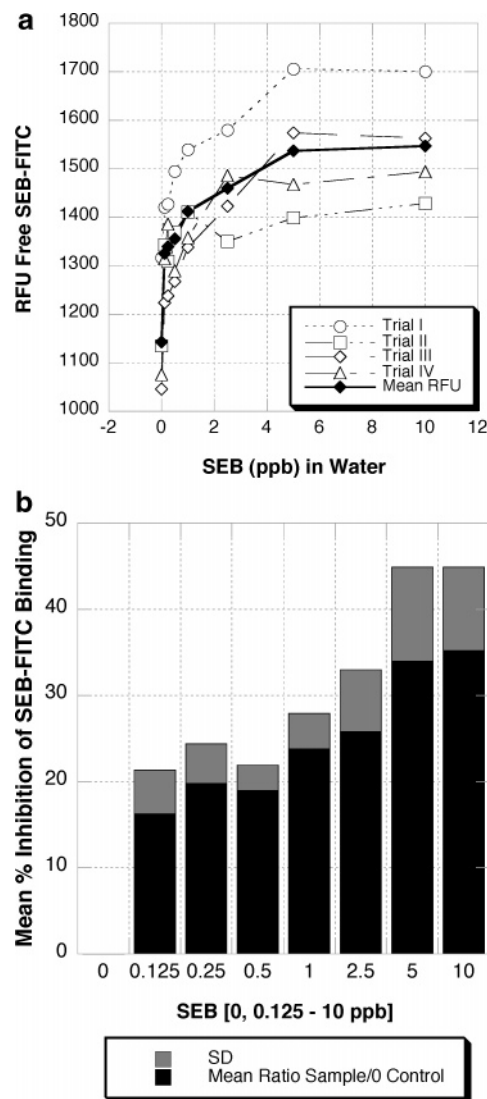 a
1800
1700
1600
1500
1400
1300
1200
1100
1000
RFU Free SEB-FITC
-2 0 2 4 6 8 10 12
SEB (ppb) in Water
Trial I
Trial II
Trial III
Trial IV
Mean RFU
b
50
40
30
20
10
0
Mean % Inhibition of SEB-FITC Binding
0 0.125 0.25 0.5 1 2.5 5 10
SEB [0, 0.125 - 10 ppb]
SD
Mean Ratio Sample/0 Control